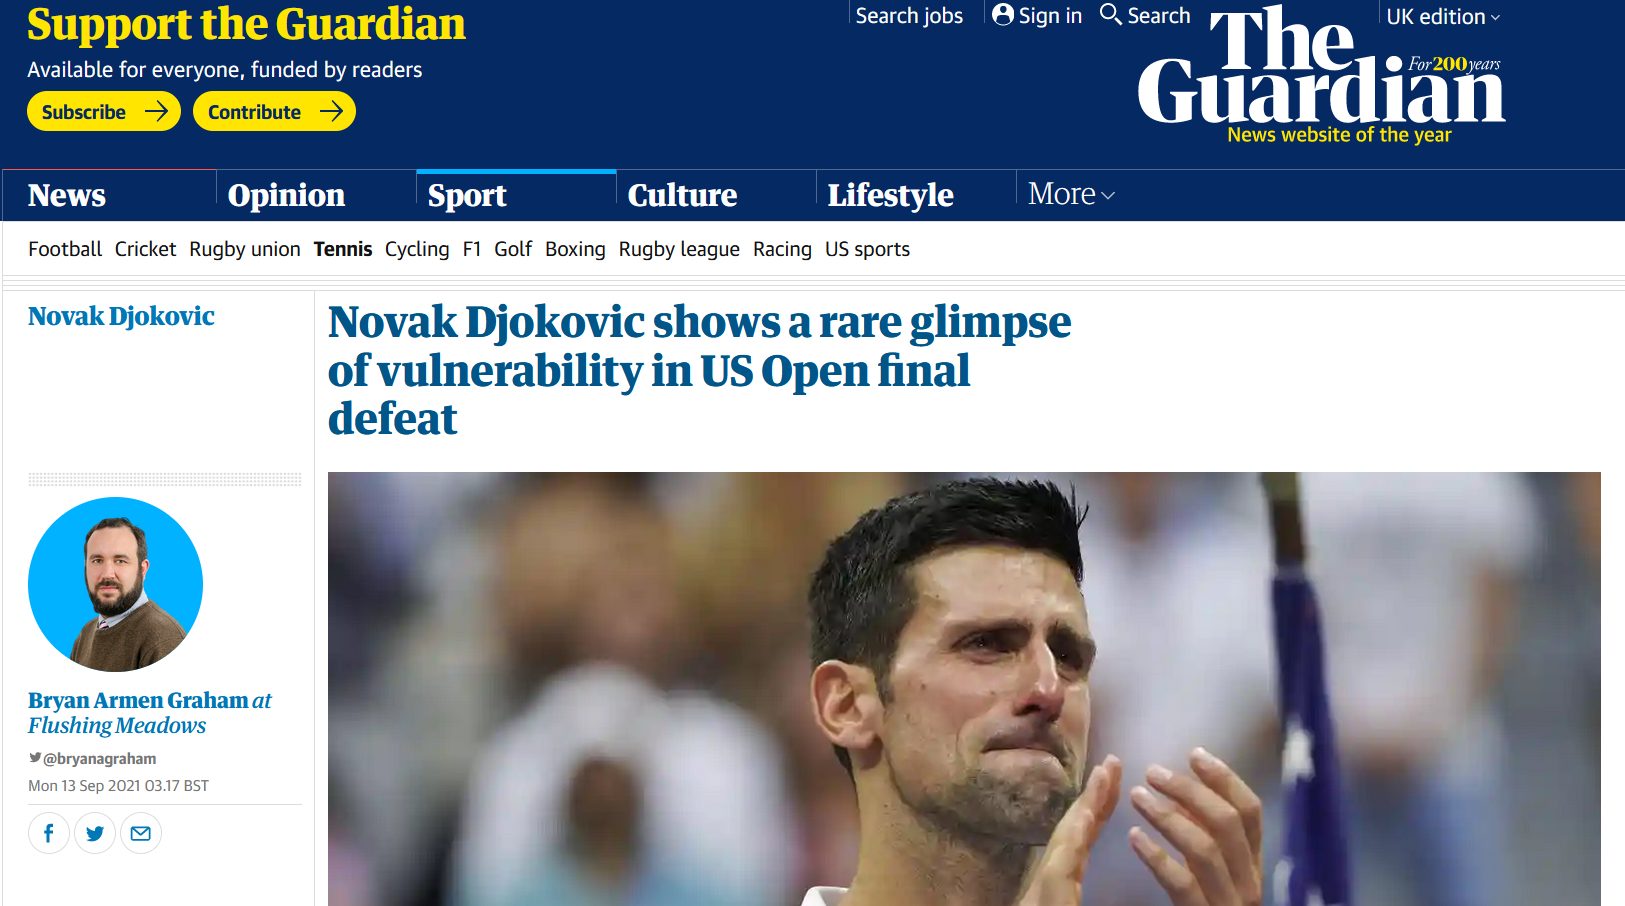 Support the Guardian
Available for everyone, funded by readers
Subscribe
Contribute
Search jobs
Sign in
Search
UK edition
The
Guardian
For 200 years
News website of the year
News
Opinion
Sport
Culture
Lifestyle
More
Football Cricket Rugby union Tennis Cycling F1 Golf Boxing Rugby league Racing US sports
Novak Djokovic
Novak Djokovic shows a rare glimpse
of vulnerability in US Open final
defeat
Bryan Armen Graham at
Flushing Meadows
@bryanagraham
Mon 13 Sep 2021 03.17 BST